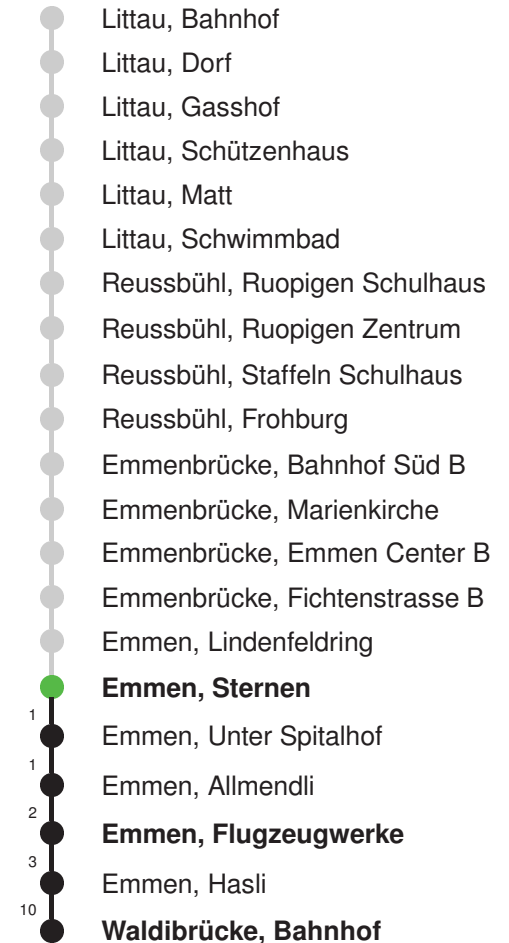 Littau, Bahnhof
Littau, Dorf
Littau, Gasshof
Littau, Schützenhaus
Littau, Matt
Littau, Schwimmbad
Reussbühl, Ruopigen Schulhaus
Reussbühl, Ruopigen Zentrum
Reussbühl, Staffeln Schulhaus
Reussbühl, Frohburg
Emmenbrücke, Bahnhof Süd B
Emmenbrücke, Marienkirche
Emmenbrücke, Emmen Center B
Emmenbrücke, Fichtenstrasse B
Emmen, Lindenfeldring
Emmen, Sternen
1 Emmen, Unter Spitalhof
1 Emmen, Allmendli
2 Emmen, Flugzeugwerke
3 Emmen, Hasli
10 Waldibrücke, Bahnhof